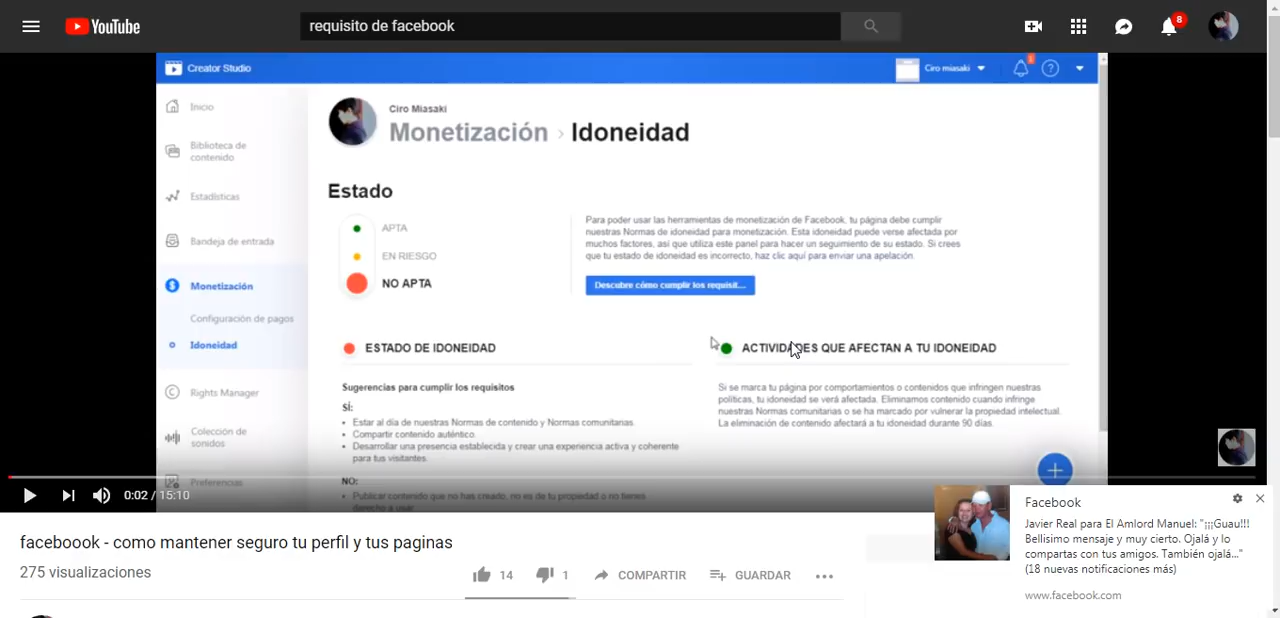 YouTube
requisito de facebook
8
Creator Studio
Ciro miasaki
Inicio
Biblioteca de
contenido
Estadísticas
Bandeja de entrada
Monetización
Configuración de pagos
Idoneidad
Rights Manager
Colección de
sonidos
Preferencias
Ciro Miasaki
Monetización › Idoneidad
Estado
APTA
EN RIESGO
NO APTA
Para poder usar las herramientas de monetización de Facebook, tu página debe cumplir
nuestras Normas de idoneidad para monetización. Esta idoneidad puede verse afectada por
muchos factores, así que utiliza este panel para hacer un seguimiento de su estado. Si crees
que tu estado de idoneidad es incorrecto, haz clic aquí para enviar una apelación.
Descubre cómo cumplir los requisit...
ESTADO DE IDONEIDAD
Sugerencias para cumplir los requisitos
SÍ:
• Estar al día de nuestras Normas de contenido y Normas comunitarias.
• Compartir contenido auténtico.
• Desarrollar una presencia establecida y crear una experiencia activa y coherente
para tus visitantes.
NO:
• Publicar contenido que no has creado, no es de tu propiedad o no tienes
derecho a usar.
ACTIVIDADES QUE AFECTAN A TU IDONEIDAD
Si se marca tu página por comportamientos o contenidos que infringen nuestras
políticas, tu idoneidad se verá afectada. Eliminamos contenido cuando infringe
nuestras Normas comunitarias o se ha marcado por vulnerar la propiedad intelectual.
La eliminación de contenido afectará a tu idoneidad durante 90 días.
0:02 / 15:10
faceboook - como mantener seguro tu perfil y tus paginas
275 visualizaciones
14
1
COMPARTIR
GUARDAR
Facebook
Javier Real para El Amlord Manuel: "¡¡¡Guau!!!
Bellisimo mensaje y muy cierto. Ojalá y lo
compartas con tus amigos. También ojalá..."
(18 nuevas notificaciones más)
www.facebook.com